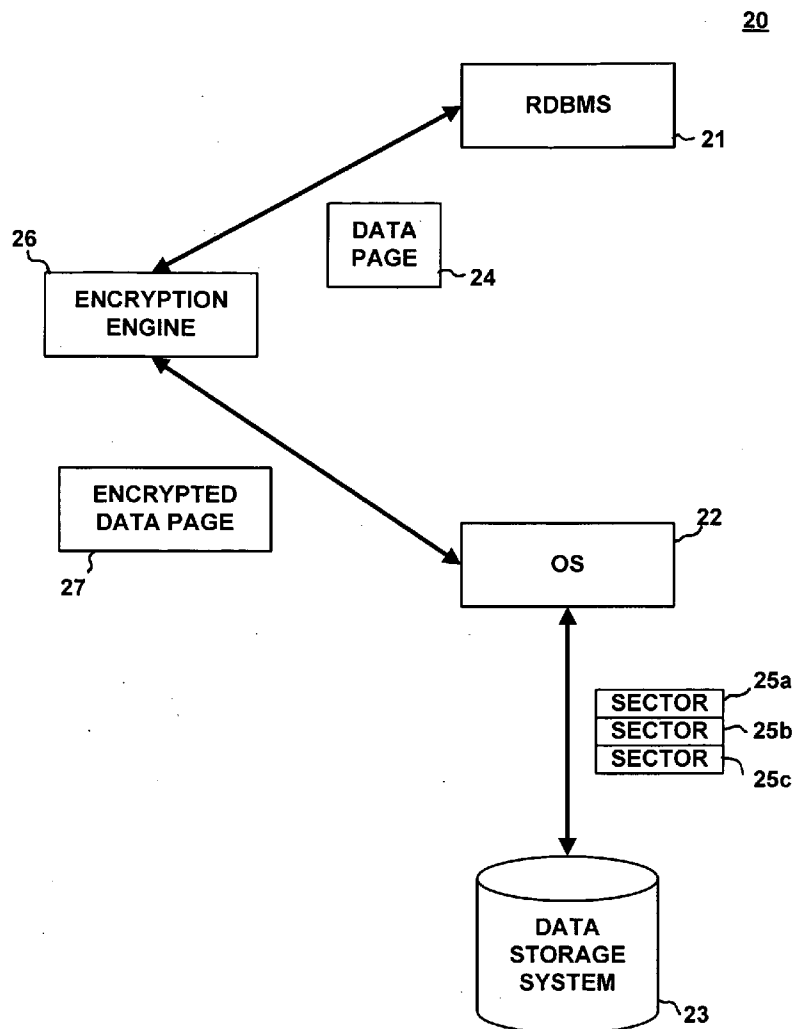 20
RDBMS
21
DATA
PAGE
24
26
ENCRYPTION
ENGINE
ENCRYPTED
DATA PAGE
27
22
OS
SECTOR
25a
SECTOR
25b
SECTOR
25c
DATA
STORAGE
SYSTEM
23